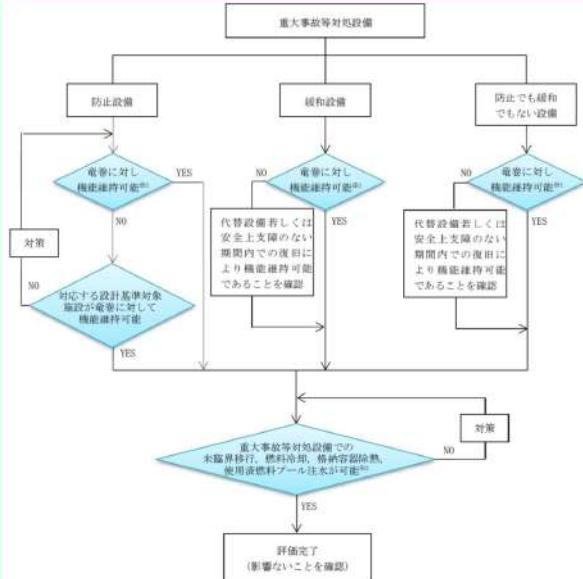 重大事故等対処設備
防止設備
緩和設備
防止でも緩和
でもない設備
竜巻に対し
機能維持可能
YES
NO
竜巻に対し
機能維持可能
NO
YES
竜巻に対し
機能維持可能
NO
YES
対策
NO
対応する設計基準対象
施設が竜巻に対して
機能維持可能
YES
代替設備若しくは
安全上支障のない
期間内での復旧に
より機能維持可能
であることを確認
代替設備若しくは
安全上支障のない
期間内での復旧に
より機能維持可能
であることを確認
重大事故等対処設備での
未臨界移行，燃料冷却，格納容器除熱，
使用済燃料プール注水が可能
対策
NO
YES
評価完了
(影響ないことを確認)